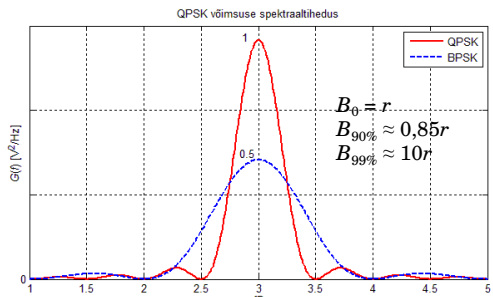 QPSK võimsuse spektraaltihedus
G(f) [V²/Hz]
1
QPSK
BPSK
B₀ = r
B₉₀% ≈ 0,85r
B₉₉% ≈ 10r
0.5
0
1 1.5 2 2.5 3 3.5 4 4.5 5